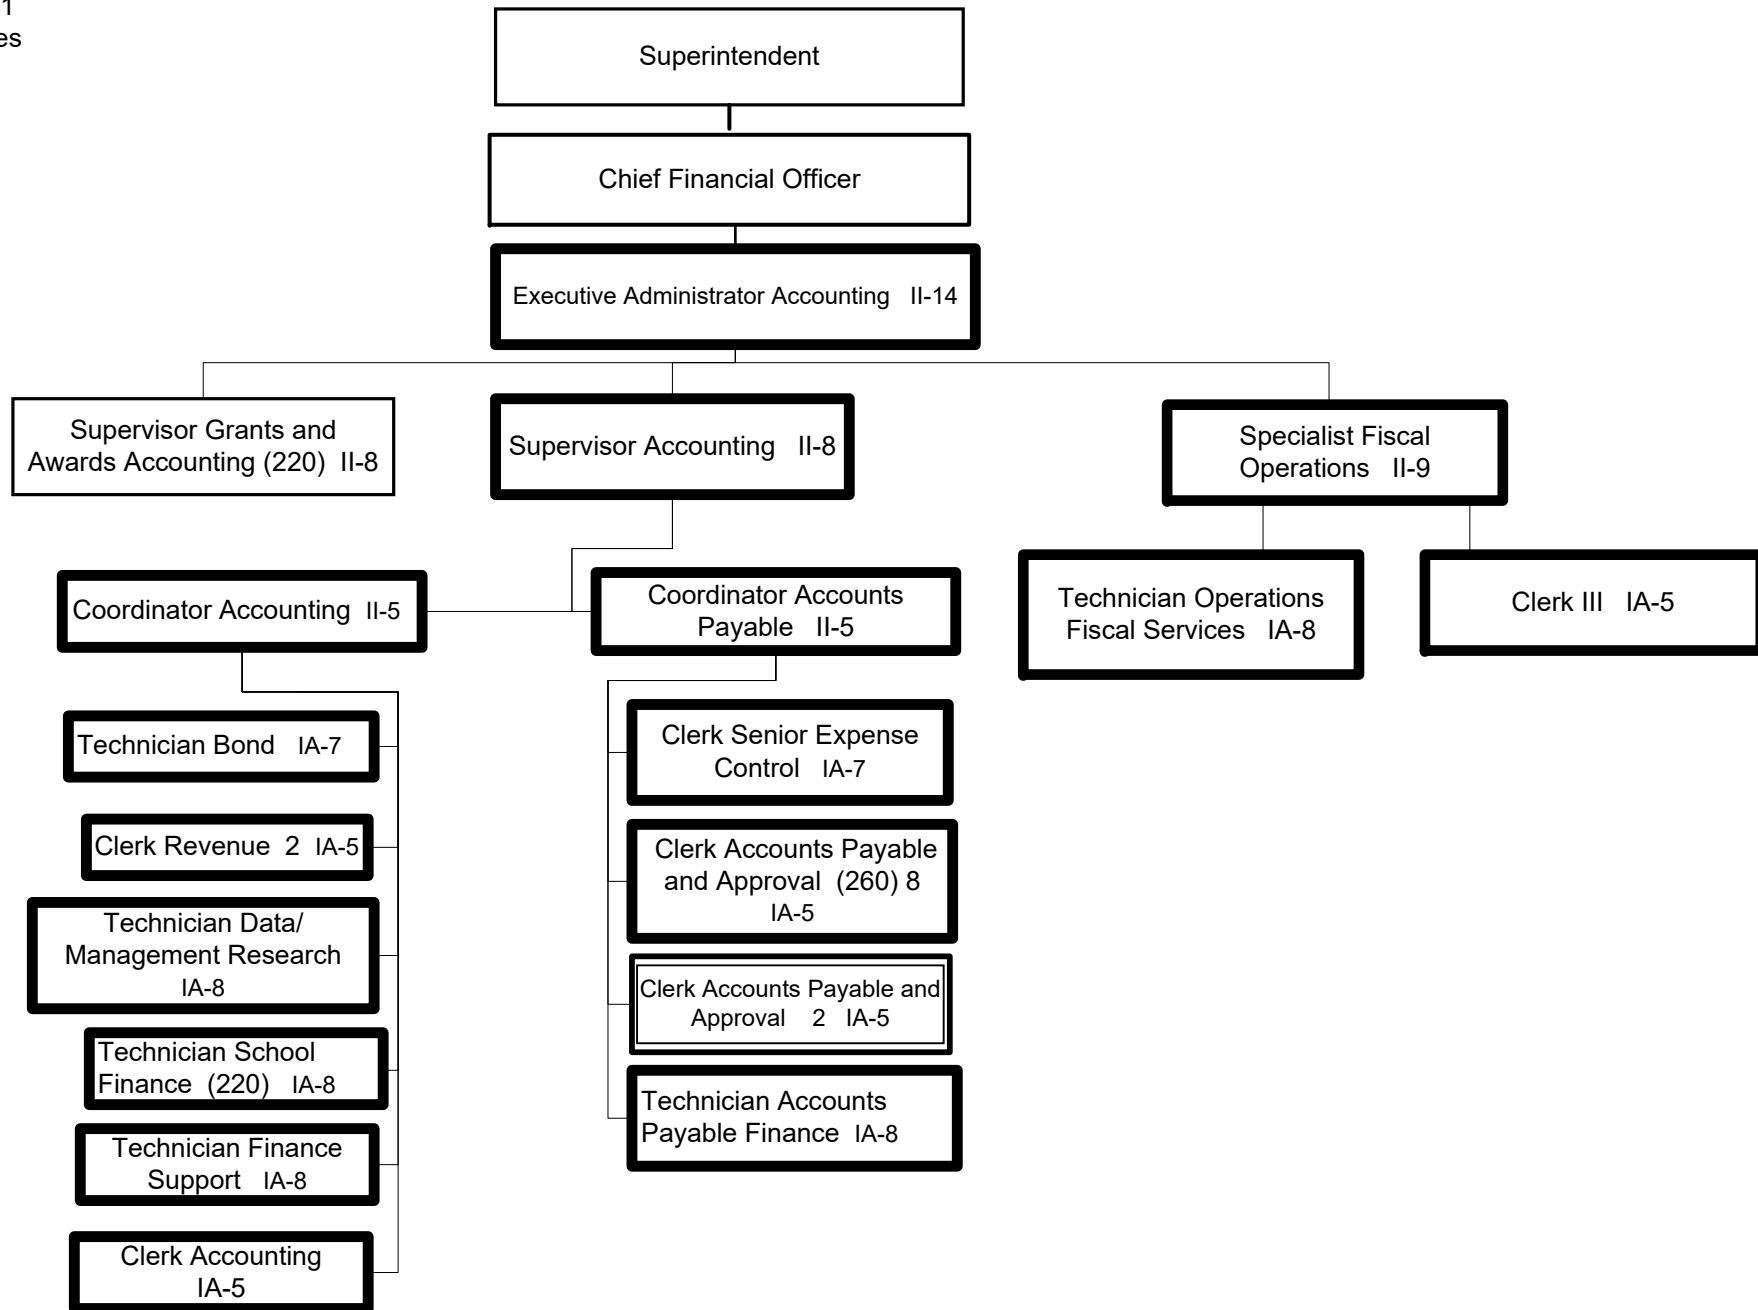 1
es
Superintendent
Chief Financial Officer
Executive Administrator Accounting II-14
Supervisor Grants and
Awards Accounting (220) II-8
Supervisor Accounting II-8
Specialist Fiscal
Operations II-9
Coordinator Accounting II-5
Coordinator Accounts
Payable II-5
Technician Operations
Fiscal Services IA-8
Clerk III IA-5
Technician Bond IA-7
Clerk Revenue 2 IA-5
Technician Data/
Management Research
IA-8
Technician School
Finance (220) IA-8
Technician Finance
Support IA-8
Clerk Accounting
IA-5
Clerk Senior Expense
Control IA-7
Clerk Accounts Payable
and Approval (260) 8
IA-5
Clerk Accounts Payable and
Approval 2 IA-5
Technician Accounts
Payable Finance IA-8